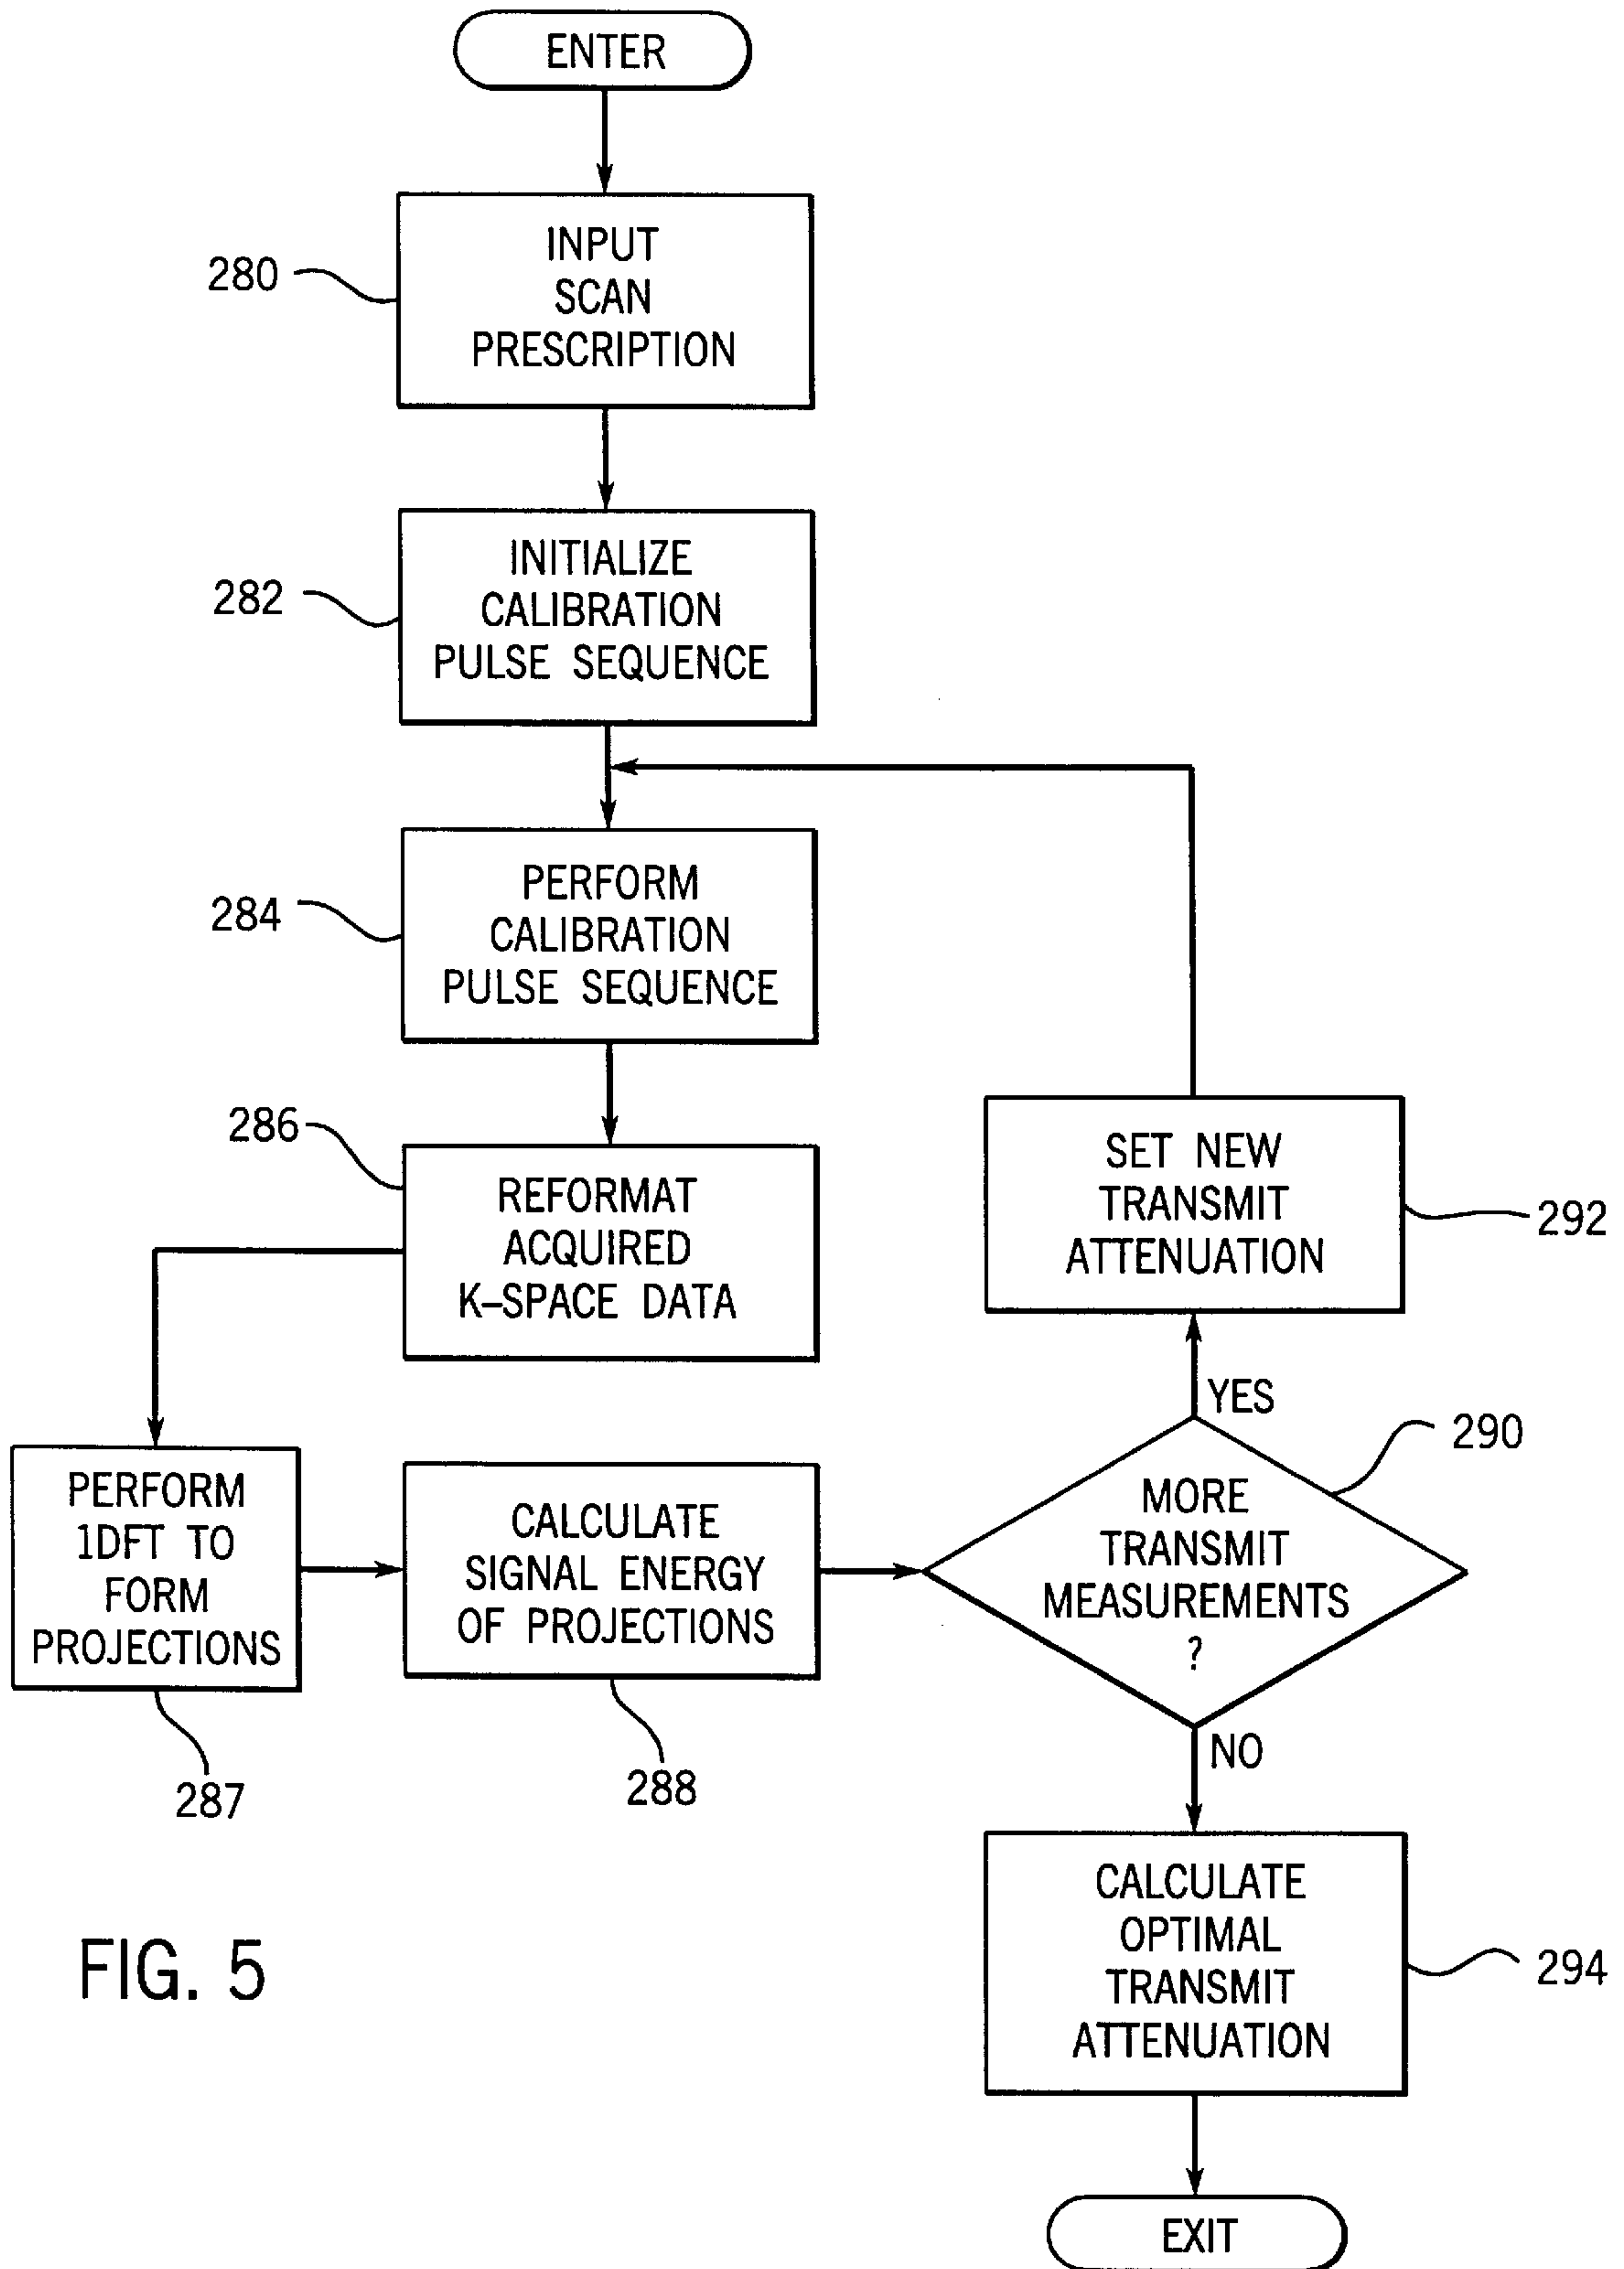 ENTER
INPUT
SCAN
PRESCRIPTION
280
INITIALIZE
CALIBRATION
PULSE SEQUENCE
282
PERFORM
CALIBRATION
PULSE SEQUENCE
284
REFORMAT
ACQUIRED
K–SPACE DATA
286
PERFORM
1DFT TO
FORM
PROJECTIONS
287
CALCULATE
SIGNAL ENERGY
OF PROJECTIONS
288
MORE
TRANSMIT
MEASUREMENTS
?
290
YES
SET NEW
TRANSMIT
ATTENUATION
292
NO
CALCULATE
OPTIMAL
TRANSMIT
ATTENUATION
294
EXIT
FIG. 5